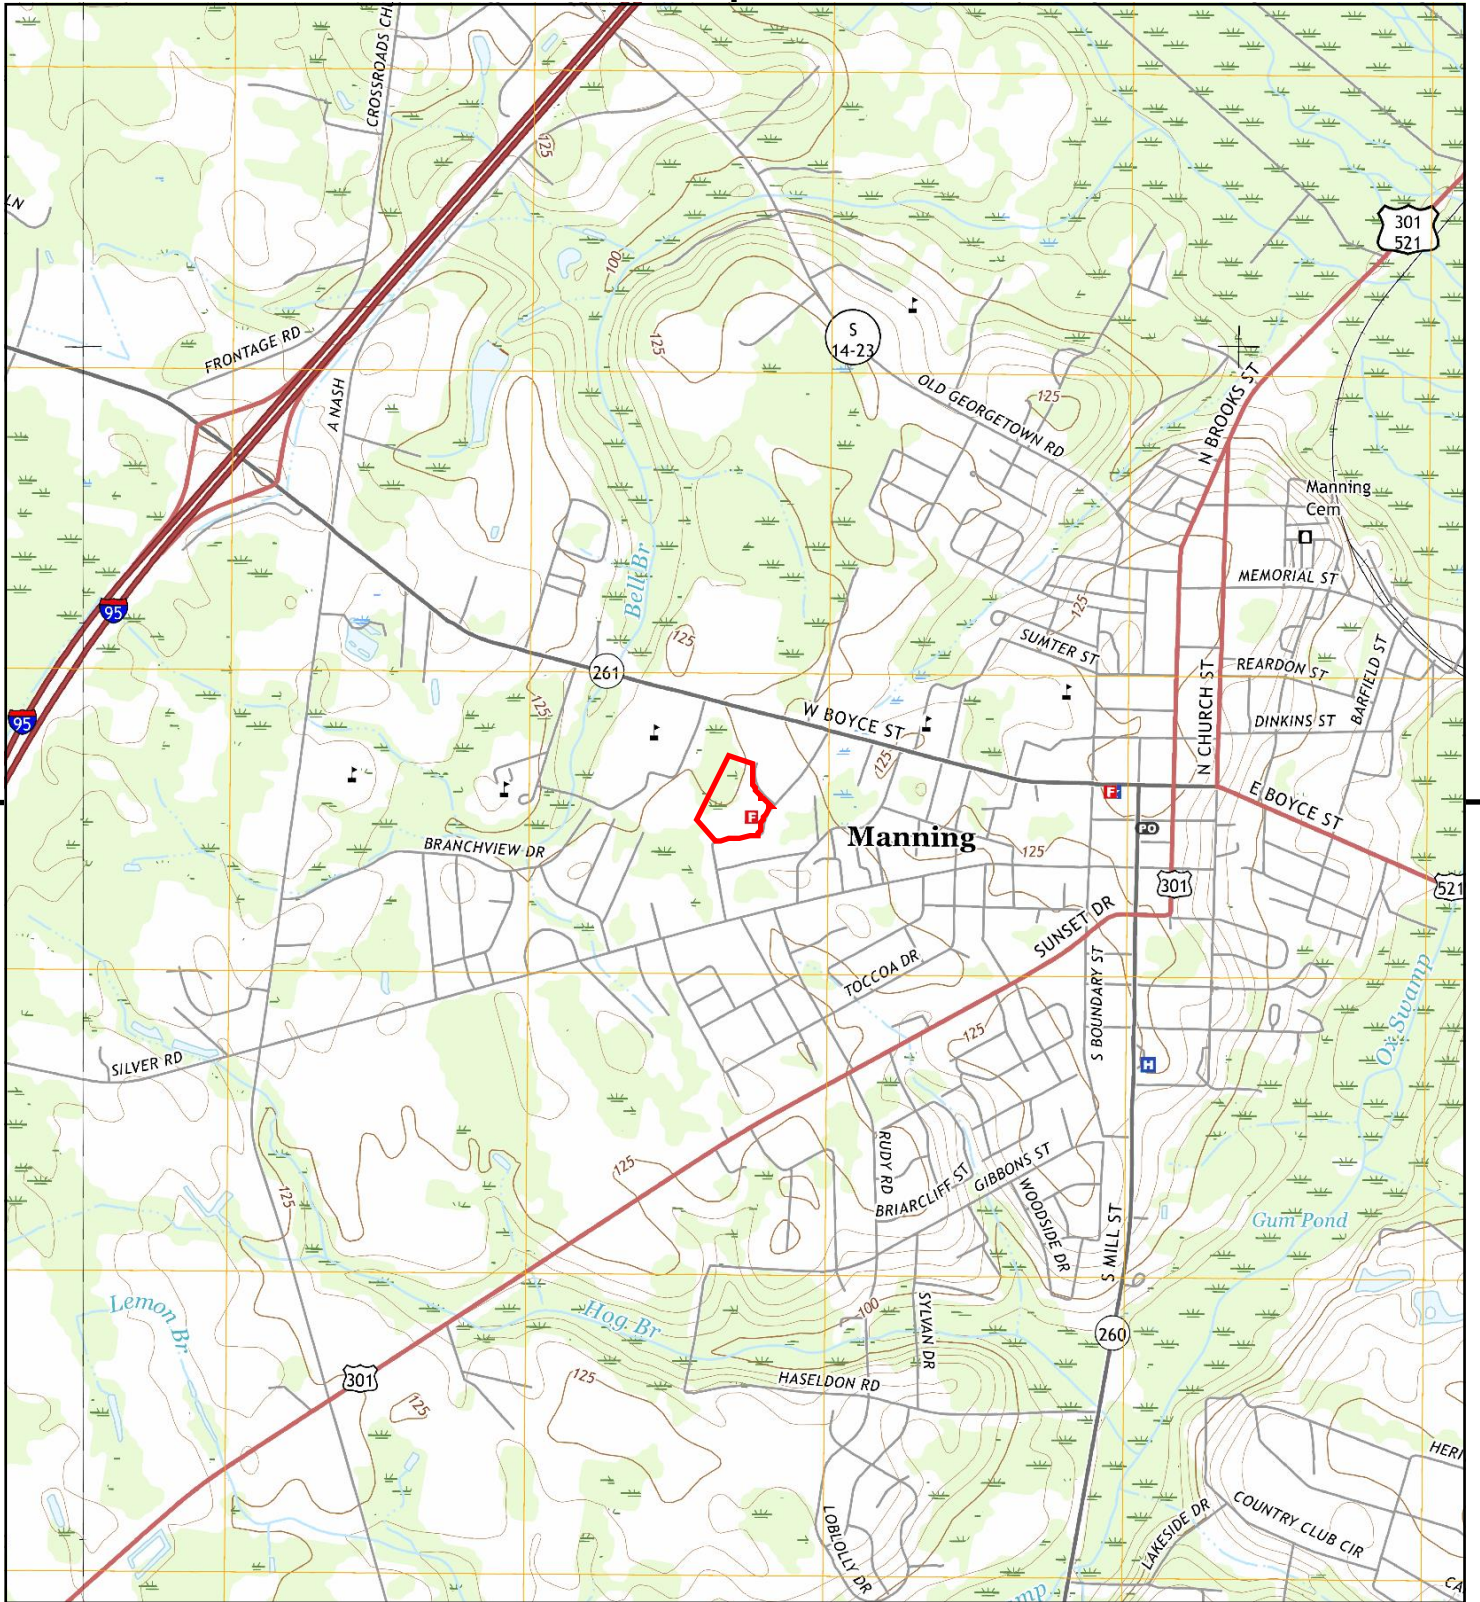 CROSSROADS CH
LN
125
301
521
100
FRONTAGE RD
125
S
14-23
A NASH
OLD GEORGETOWN RD
125
N BROOKS ST
Manning
Cem
Bell Br
MEMORIAL ST
95
125
125
SUMTER ST
261
REARDON ST
BARFIELD ST
N CHURCH ST
95
125
W BOYCE ST
DINKINS ST
125
F
F
E BOYCE ST
PO
Manning
BRANCHVIEW DR
125
301
521
SUNSET DR
TOCCOA DR
S BOUNDARY ST
Ox Swamp
125
SILVER RD
H
RUDY RD
125
BRIARCLIFF ST
GIBBONS ST
WOODSIDE DR
125
S MILL ST
Gum Pond
Lemon Br
Hog Br
100
SYLVAN DR
260
301
125
HASELDON RD
125
HERI
LOBLOLLY DR
LAKESIDE DR
COUNTRY CLUB CIR
CA
mp